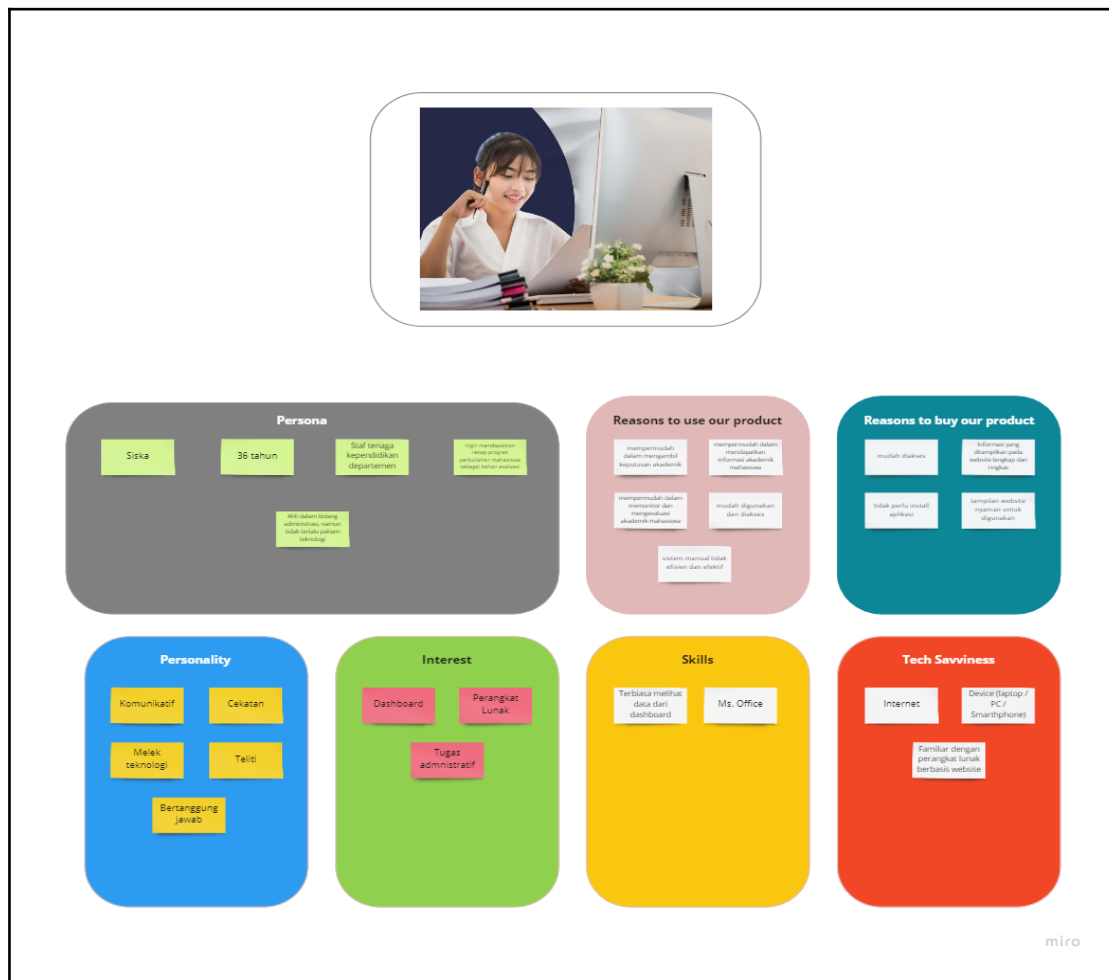 Persona
Siska
36 tahun
Staf tenaga
kependidikan
departemen
Ingin mendapatkan
rekap progres
perkuliahan mahasiswa
sebagai bahan evaluasi
Ahli dalam bidang
administrasi, namun
tidak terlalu paham
teknologi
Reasons to use our product
mempermudah
dalam mengambil
keputusan akademik
mempermudah dalam
mendapatkan
informasi akademik
mahasiswa
mempermudah dalam
memonitor dan
mengevaluasi
akademik mahasiswa
mudah digunakan
dan diakses
sistem manual tidak
efisien dan efektif
Reasons to buy our product
mudah diakses
Informasi yang
ditampilkan pada
website lengkap dan
ringkas
tidak perlu install
aplikasi
tampilan website
nyaman untuk
digunakan
Personality
Komunikatif
Cekatan
Melek
teknologi
Teliti
Bertanggung
jawab
Interest
Dashboard
Perangkat
Lunak
Tugas
admnistratif
Skills
Terbiasa melihat
data dari
dashboard
Ms. Office
Tech Savviness
Internet
Device (laptop /
PC /
Smarthphone)
Familiar dengan
perangkat lunak
berbasis website
miro